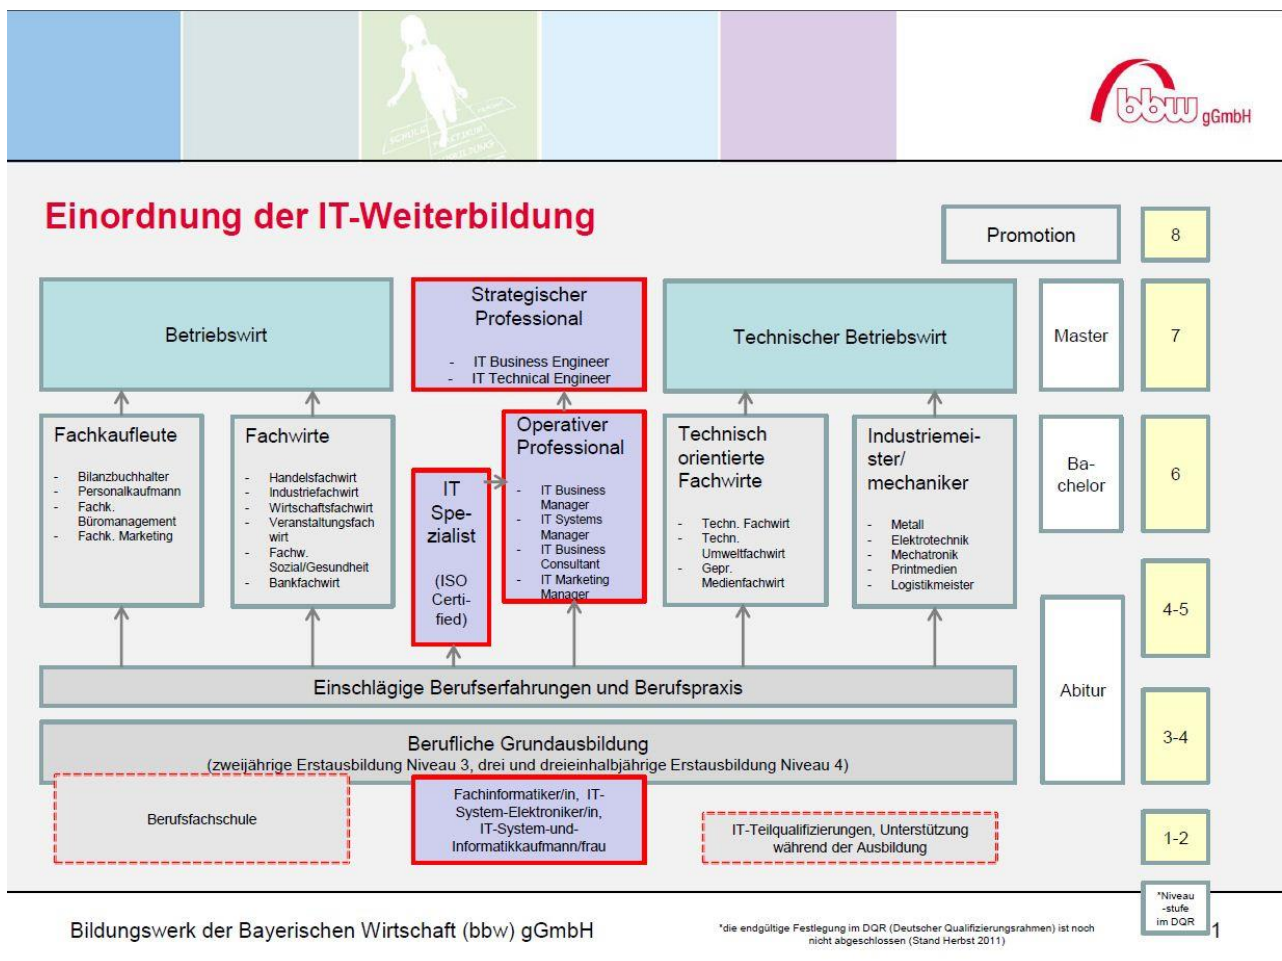 bbw gGmbH
Einordnung der IT-Weiterbildung
Promotion
8
Betriebswirt
Strategischer
Professional
- IT Business Engineer
- IT Technical Engineer
Technischer Betriebswirt
Master
7
Fachkaufleute
- Bilanzbuchhalter
- Personalkaufmann
- Fachk.
Büromanagement
- Fachk. Marketing
Fachwirte
- Handelsfachwirt
- Industriefachwirt
- Wirtschaftsfachwirt
- Veranstaltungsfach
wirt
- Fachw.
Sozial/Gesundheit
- Bankfachwirt
IT
Spe-
zialist
(ISO
Certi-
fied)
Operativer
Professional
- IT Business
Manager
- IT Systems
Manager
- IT Business
Consultant
- IT Marketing
Manager
Technisch
orientierte
Fachwirte
- Techn. Fachwirt
- Techn.
Umweltfachwirt
- Gepr.
Medienfachwirt
Industriemei-
ster/
mechaniker
- Metall
- Elektrotechnik
- Mechatronik
- Printmedien
- Logistikmeister
Ba-
chelor
6
4-5
Einschlägige Berufserfahrungen und Berufspraxis
Abitur
3-4
Berufliche Grundausbildung
(zweijährige Erstausbildung Niveau 3, drei und dreieinhalbjährige Erstausbildung Niveau 4)
Berufsfachschule
Fachinformatiker/in, IT-
System-Elektroniker/in,
IT-System-und-
Informatikkaufmann/frau
IT-Teilqualifizierungen, Unterstützung
während der Ausbildung
1-2
*Niveau
-stufe
im DQR
Bildungswerk der Bayerischen Wirtschaft (bbw) gGmbH
*die endgültige Festlegung im DQR (Deutscher Qualifizierungsrahmen) ist noch
nicht abgeschlossen (Stand Herbst 2011)
1